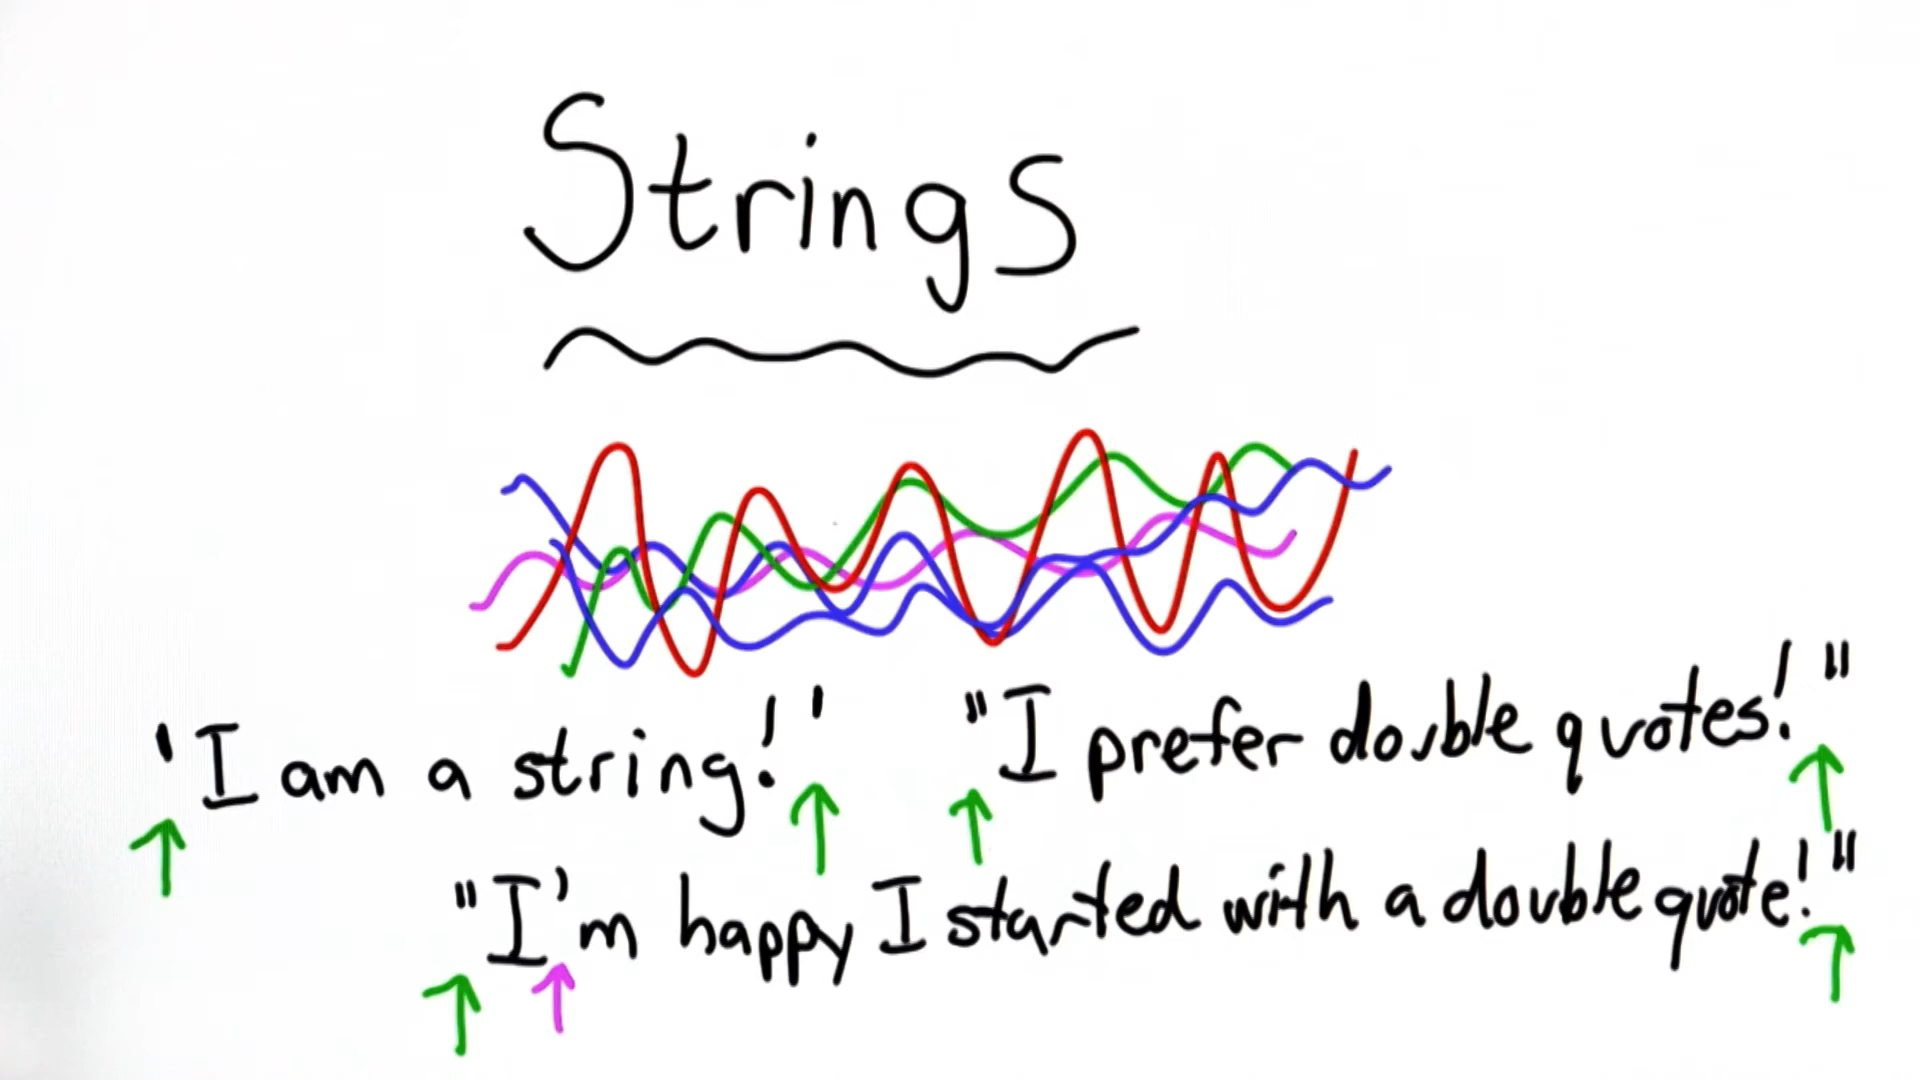 Strings
'I am a string!'
"I prefer double quotes!"
"I'm happy I started with a double quote!"